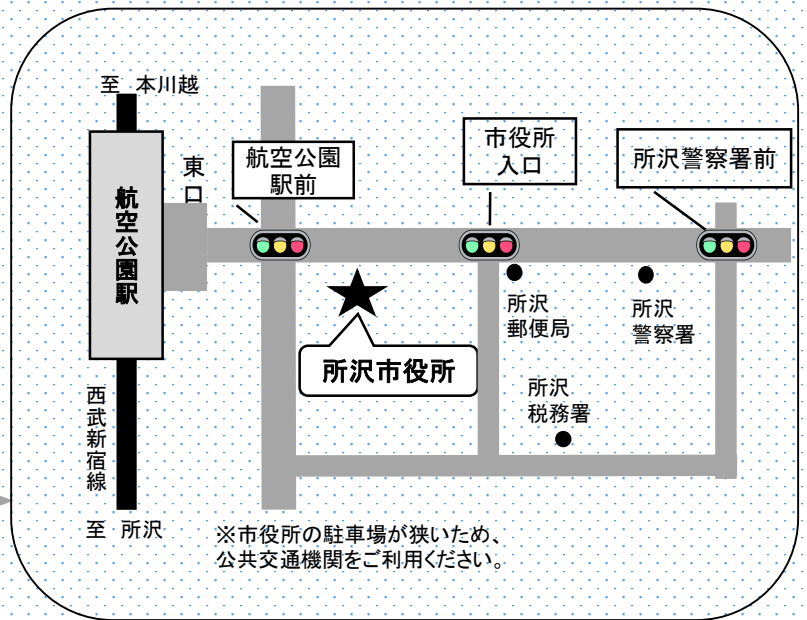 至 本川越
東口
航空公園駅
航空公園
駅前
市役所
入口
所沢警察署前
所沢市役所
所沢
郵便局
所沢
警察署
所沢
税務署
西武新宿線
至 所沢
※市役所の駐車場が狭いため、
公共交通機関をご利用ください。